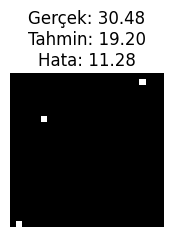 Gerçek: 30.48
Tahmin: 19.20
Hata: 11.28